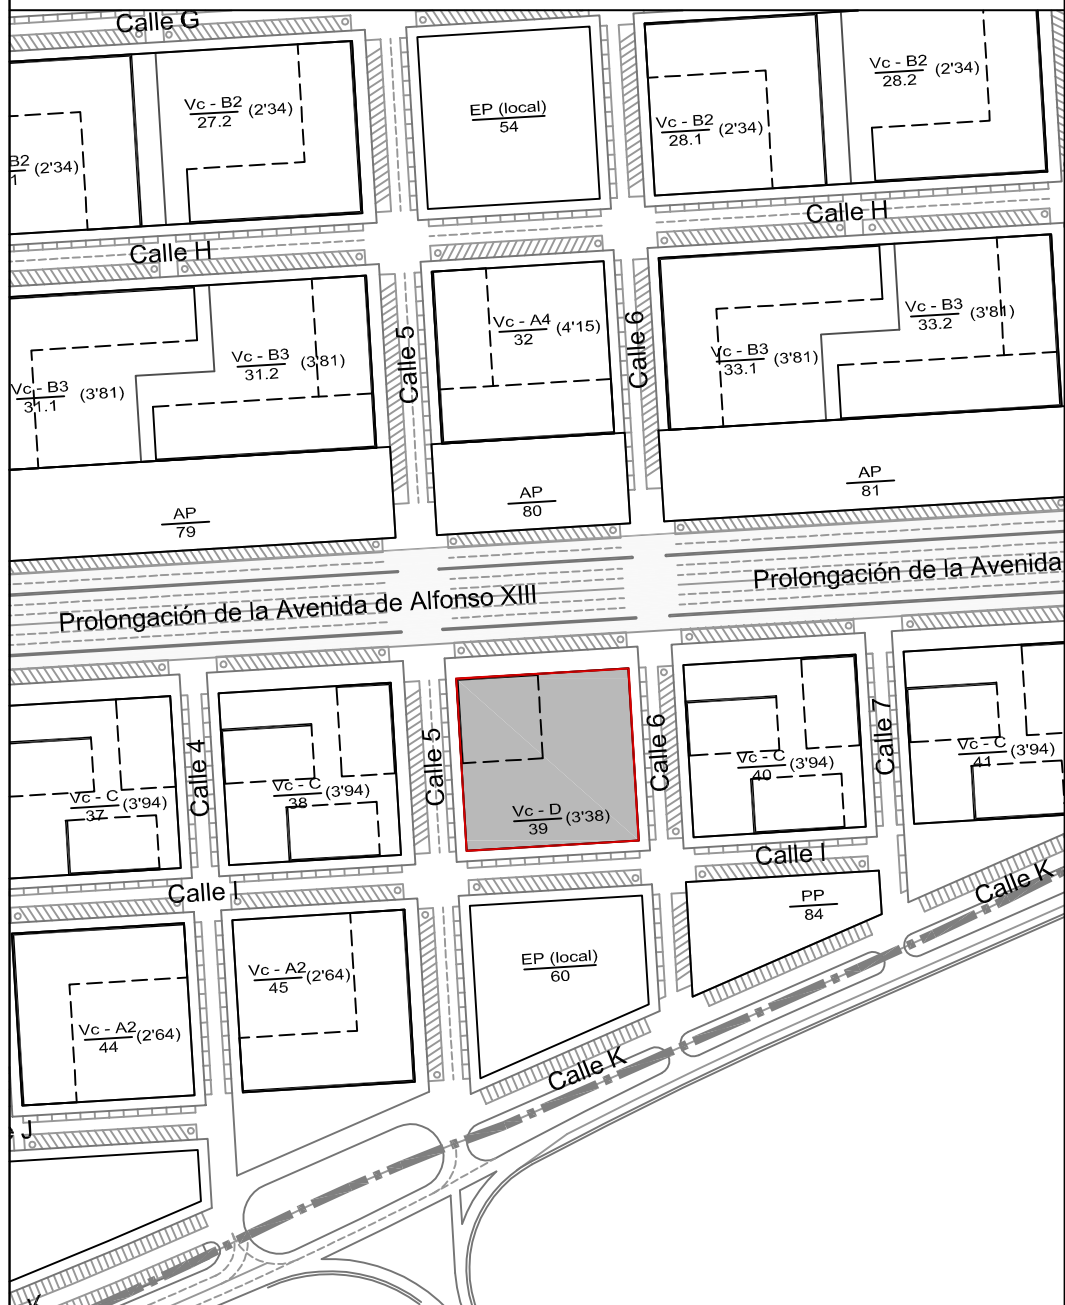 Calle G
Vc - B2
27.2 (2'34)
EP (local)
54
Vc - B2
28.1 (2'34)
Vc - B2
28.2 (2'34)
B2
1 (2'34)
Calle H
Calle H
Vc - B3
31.1 (3'81)
Vc - B3
31.2 (3'81)
Calle 5
Vc - A4
32 (4'15)
Calle 6
Vc - B3
33.1 (3'81)
Vc - B3
33.2 (3'81)
AP
79
AP
80
AP
81
Prolongación de la Avenida de Alfonso XIII
Prolongación de la Avenida
Vc - C
37 (3'94)
Calle 4
Vc - C
38 (3'94)
Calle 5
Vc - D
39 (3'38)
Calle 6
Vc - C
40 (3'94)
Calle 7
Vc - C
41 (3'94)
Calle I
Calle I
Calle K
PP
84
Vc - A2
44 (2'64)
Vc - A2
45 (2'64)
EP (local)
60
Calle K
J